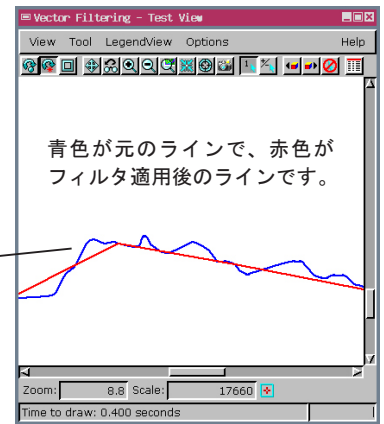 Vector Filtering - Test View
View Tool LegendView Options Help
青色が元のラインで、赤色が
フィルタ適用後のラインです。
Zoom: 8.8 Scale: 17660
Time to draw: 0.400 seconds